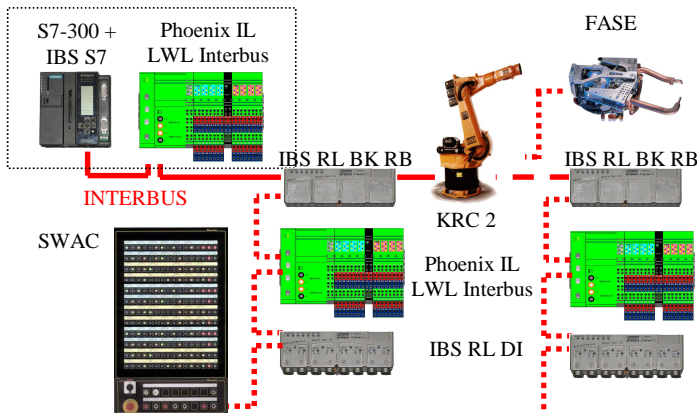 S7-300 +
IBS S7
Phoenix IL
LWL Interbus
FASE
IBS RL BK RB
IBS RL BK RB
INTERBUS
KRC 2
SWAC
Phoenix IL
LWL Interbus
IBS RL DI